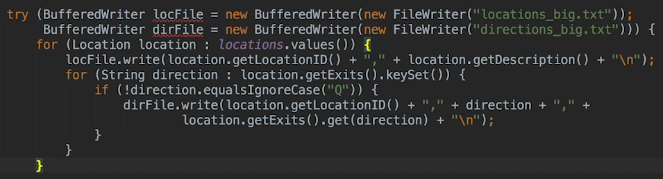 try (BufferedWriter locFile = new BufferedWriter(new FileWriter("locations_big.txt"));
     BufferedWriter dirFile = new BufferedWriter(new FileWriter("directions_big.txt"))) {
    for (Location location : locations.values()) {
        locFile.write(location.getLocationID() + "," + location.getDescription() + "\n");
        for (String direction : location.getExits().keySet()) {
            if (!direction.equalsIgnoreCase("Q")) {
                dirFile.write(location.getLocationID() + "," + direction + "," +
                        location.getExits().get(direction) + "\n");
            }
        }
    }